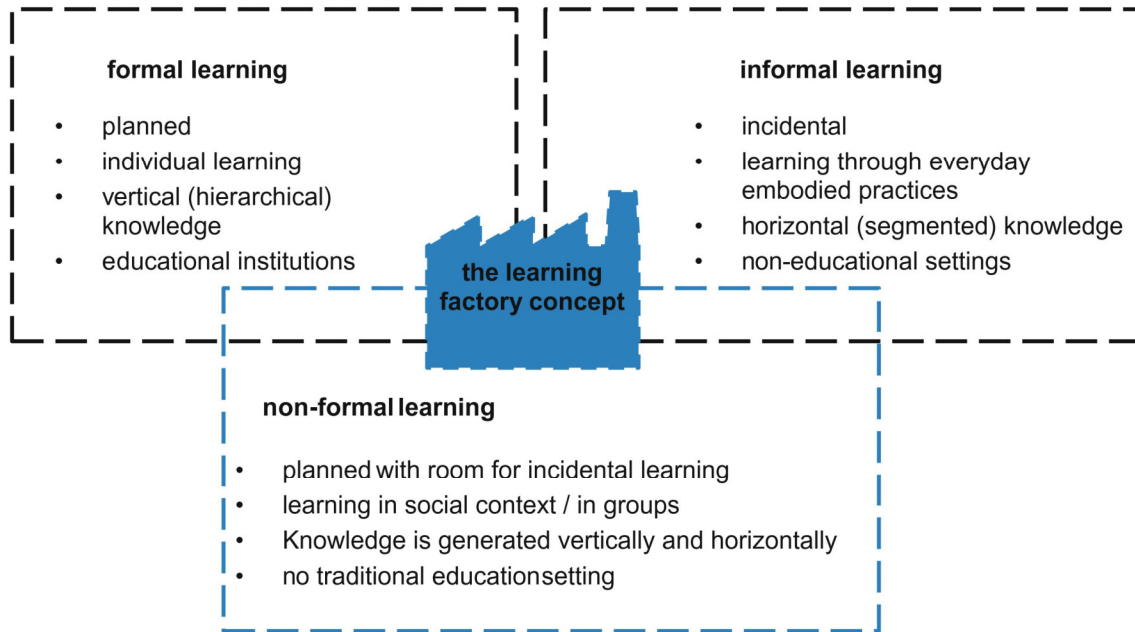 formal learning
• planned
• individual learning
• vertical (hierarchical)
knowledge
• educational institutions
informal learning
• incidental
• learning through everyday
embodied practices
• horizontal (segmented) knowledge
• non-educational settings
the learning
factory concept
non-formal learning
• planned with room for incidental learning
• learning in social context / in groups
• Knowledge is generated vertically and horizontally
• no traditional educationsetting